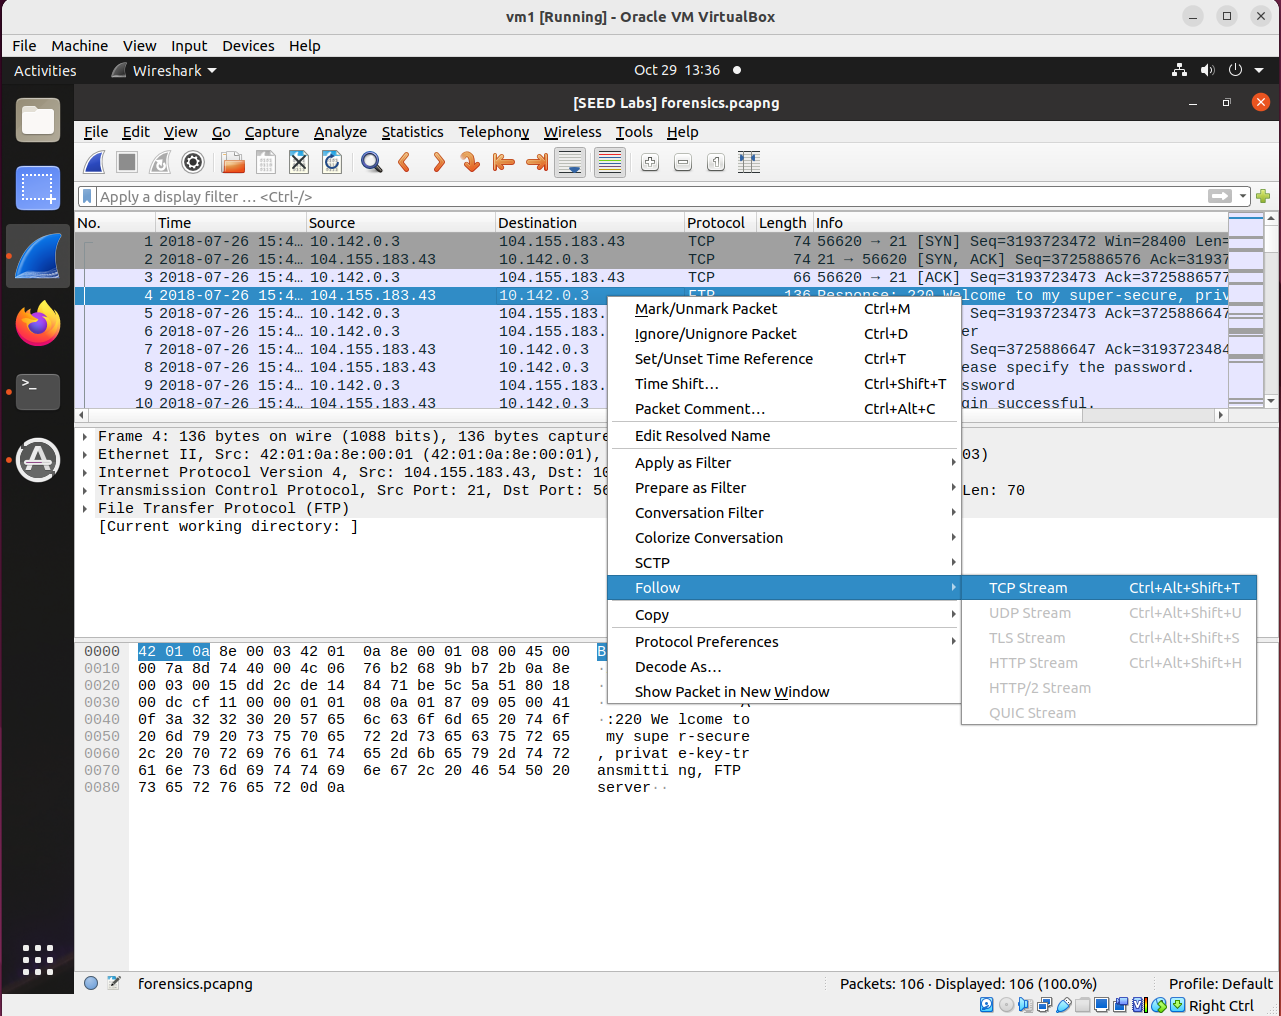 vm1 [Running] - Oracle VM VirtualBox
File Machine View Input Devices Help
Activities Wireshark Oct 29 13:36
[SEED Labs] forensics.pcapng
File Edit View Go Capture Analyze Statistics Telephony Wireless Tools Help
Apply a display filter … <Ctrl-/>
No. Time Source Destination Protocol Length Info
1 2018-07-26 15:4… 10.142.0.3 104.155.183.43 TCP 74 56620 → 21 [SYN] Seq=3193723472 Win=28400 Len=
2 2018-07-26 15:4… 104.155.183.43 10.142.0.3 TCP 74 21 → 56620 [SYN, ACK] Seq=3725886576 Ack=31937
3 2018-07-26 15:4… 10.142.0.3 104.155.183.43 TCP 66 56620 → 21 [ACK] Seq=3193723473 Ack=3725886577
4 2018-07-26 15:4… 104.155.183.43 10.142.0.3 FTP 136 Response: 220 Welcome to my super-secure, priv
5 2018-07-26 15:4… 10.142.0.3 104.155. Seq=3193723473 Ack=3725886647
6 2018-07-26 15:4… 10.142.0.3 104.155. er
7 2018-07-26 15:4… 104.155.183.43 10.142.0.3 Seq=3725886647 Ack=3193723484
8 2018-07-26 15:4… 104.155.183.43 10.142.0.3 ease specify the password.
9 2018-07-26 15:4… 10.142.0.3 104.155. ssword
10 2018-07-26 15:4… 104.155.183.43 10.142.0.3 gin successful.
Mark/Unmark Packet Ctrl+M
Ignore/Unignore Packet Ctrl+D
Set/Unset Time Reference Ctrl+T
Time Shift… Ctrl+Shift+T
Packet Comment… Ctrl+Alt+C
Edit Resolved Name
Apply as Filter
Prepare as Filter
Conversation Filter
Colorize Conversation
SCTP
Follow
Copy
Protocol Preferences
Decode As…
Show Packet in New Window
TCP Stream Ctrl+Alt+Shift+T
UDP Stream Ctrl+Alt+Shift+U
TLS Stream Ctrl+Alt+Shift+S
HTTP Stream Ctrl+Alt+Shift+H
HTTP/2 Stream
QUIC Stream
Frame 4: 136 bytes on wire (1088 bits), 136 bytes capture
Ethernet II, Src: 42:01:0a:8e:00:01 (42:01:0a:8e:00:01), 03)
Internet Protocol Version 4, Src: 104.155.183.43, Dst: 10
Transmission Control Protocol, Src Port: 21, Dst Port: 56 Len: 70
File Transfer Protocol (FTP)
[Current working directory: ]
0000 42 01 0a 8e 00 03 42 01 0a 8e 00 01 08 00 45 00 B
0010 00 7a 8d 74 40 00 4c 06 76 b2 68 9b b7 2b 0a 8e ·
0020 00 03 00 15 dd 2c de 14 84 71 be 5c 5a 51 80 18 ·
0030 00 dc cf 11 00 00 01 01 08 0a 01 87 09 05 00 41 · A
0040 0f 3a 32 32 30 20 57 65 6c 63 6f 6d 65 20 74 6f ·:220 We lcome to
0050 20 6d 79 20 73 75 70 65 72 2d 73 65 63 75 72 65 my supe r-secure
0060 2c 20 70 72 69 76 61 74 65 2d 6b 65 79 2d 74 72 , privat e-key-tr
0070 61 6e 73 6d 69 74 74 69 6e 67 2c 20 46 54 50 20 ansmitti ng, FTP
0080 73 65 72 76 65 72 0d 0a server··
forensics.pcapng Packets: 106 · Displayed: 106 (100.0%) Profile: Default
Right Ctrl